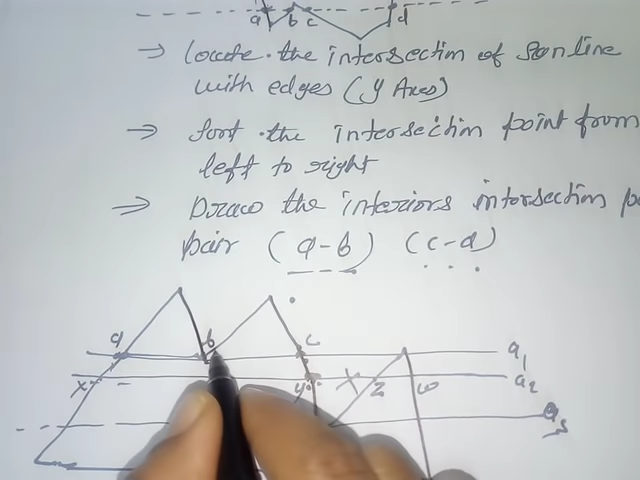 a b c d
→ locate the intersection of scanline
with edges (y Axes)
→ sort the intersection point from
left to right
→ Draw the interiors intersection
pair (a-b) (c-d)
a b c a1
x y x z w a2